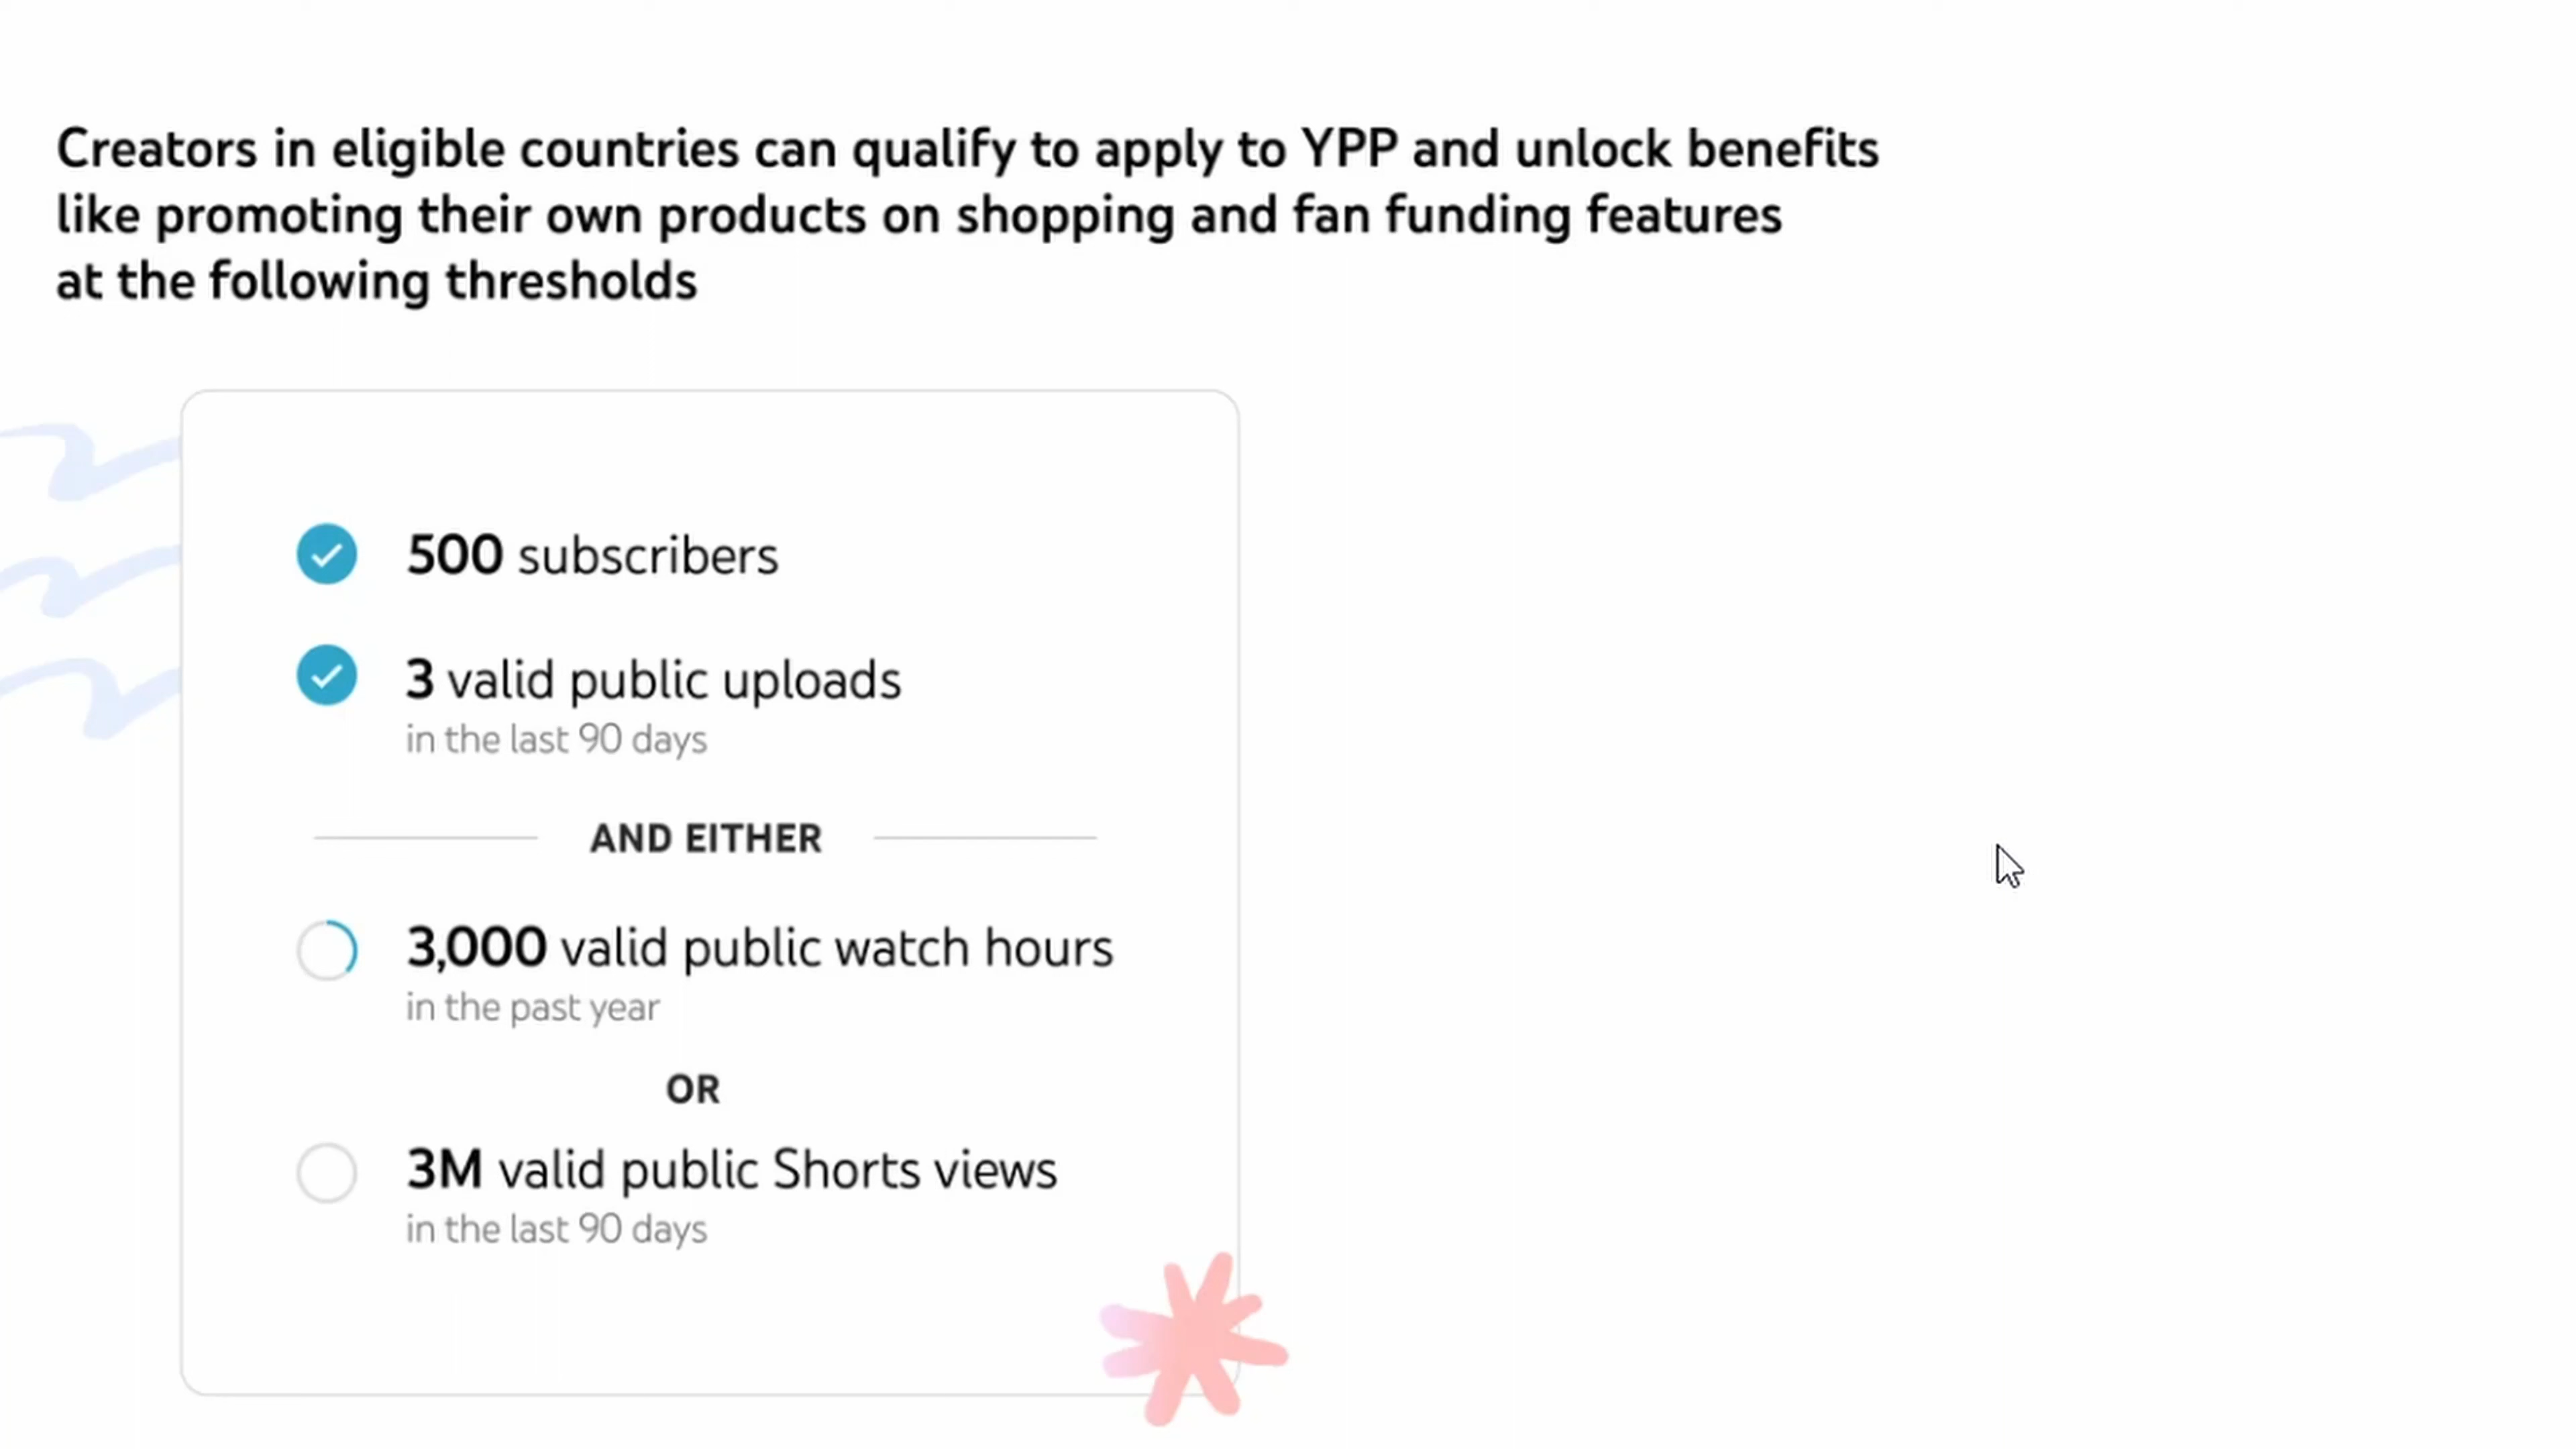 Creators in eligible countries can qualify to apply to YPP and unlock benefits
like promoting their own products on shopping and fan funding features
at the following thresholds
500 subscribers
3 valid public uploads
in the last 90 days
AND EITHER
3,000 valid public watch hours
in the past year
OR
3M valid public Shorts views
in the last 90 days